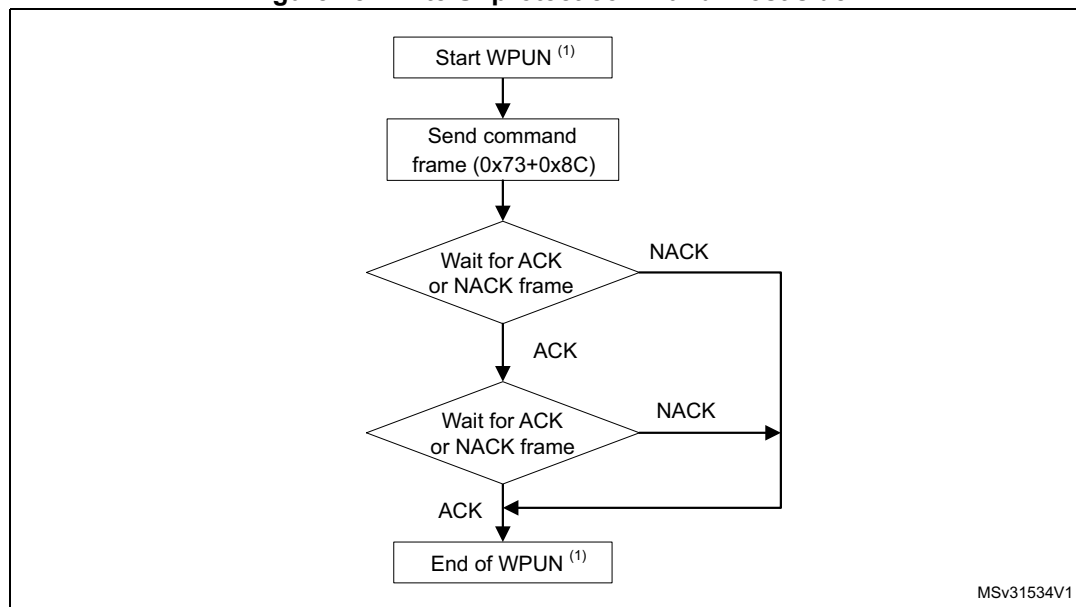 Start WPUN (1)
Send command
frame (0x73+0x8C)
Wait for ACK
or NACK frame
NACK
ACK
Wait for ACK
or NACK frame
NACK
ACK
End of WPUN (1)
MSv31534V1